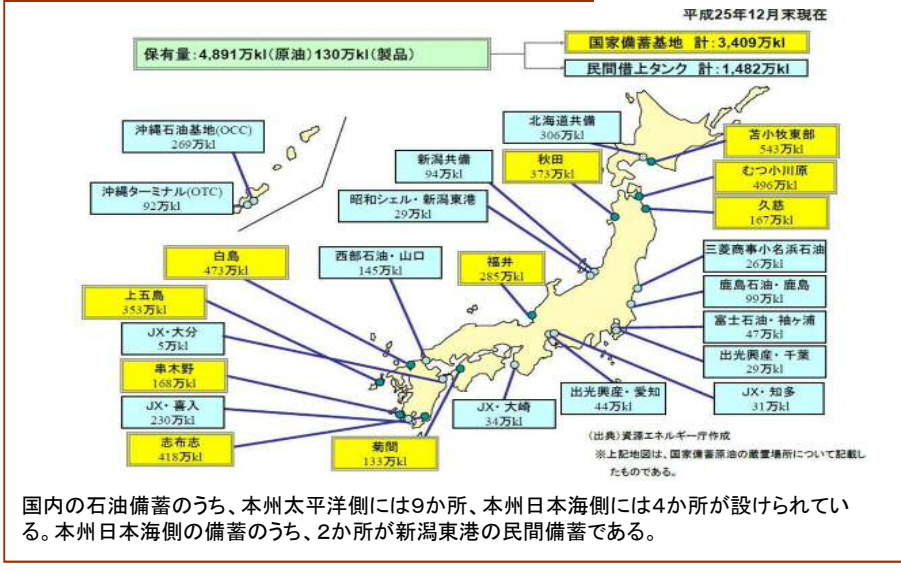 平成25年12月末現在
保有量:4,891万kl(原油)130万kl(製品)
国家備蓄基地 計:3,409万kl
民間借上タンク 計:1,482万kl
沖縄石油基地(OCC)
269万kl
沖縄ターミナル(OTC)
92万kl
北海道共備
306万kl
苫小牧東部
543万kl
新潟共備
94万kl
秋田
373万kl
むつ小川原
496万kl
昭和シェル・新潟東港
29万kl
久慈
167万kl
白島
473万kl
西部石油・山口
145万kl
福井
285万kl
三菱商事小名浜石油
26万kl
上五島
353万kl
鹿島石油・鹿島
99万kl
JX・大分
5万kl
富士石油・袖ヶ浦
47万kl
串木野
168万kl
出光興産・千葉
29万kl
JX・喜入
230万kl
JX・大崎
34万kl
出光興産・愛知
44万kl
JX・知多
31万kl
志布志
418万kl
菊間
133万kl
(出典)資源エネルギー庁作成
※上記地図は、国家備蓄原油の蔵置場所について記載し
たものである。
国内の石油備蓄のうち、本州太平洋側には9か所、本州日本海側には4か所が設けられてい
る。本州日本海側の備蓄のうち、2か所が新潟東港の民間備蓄である。